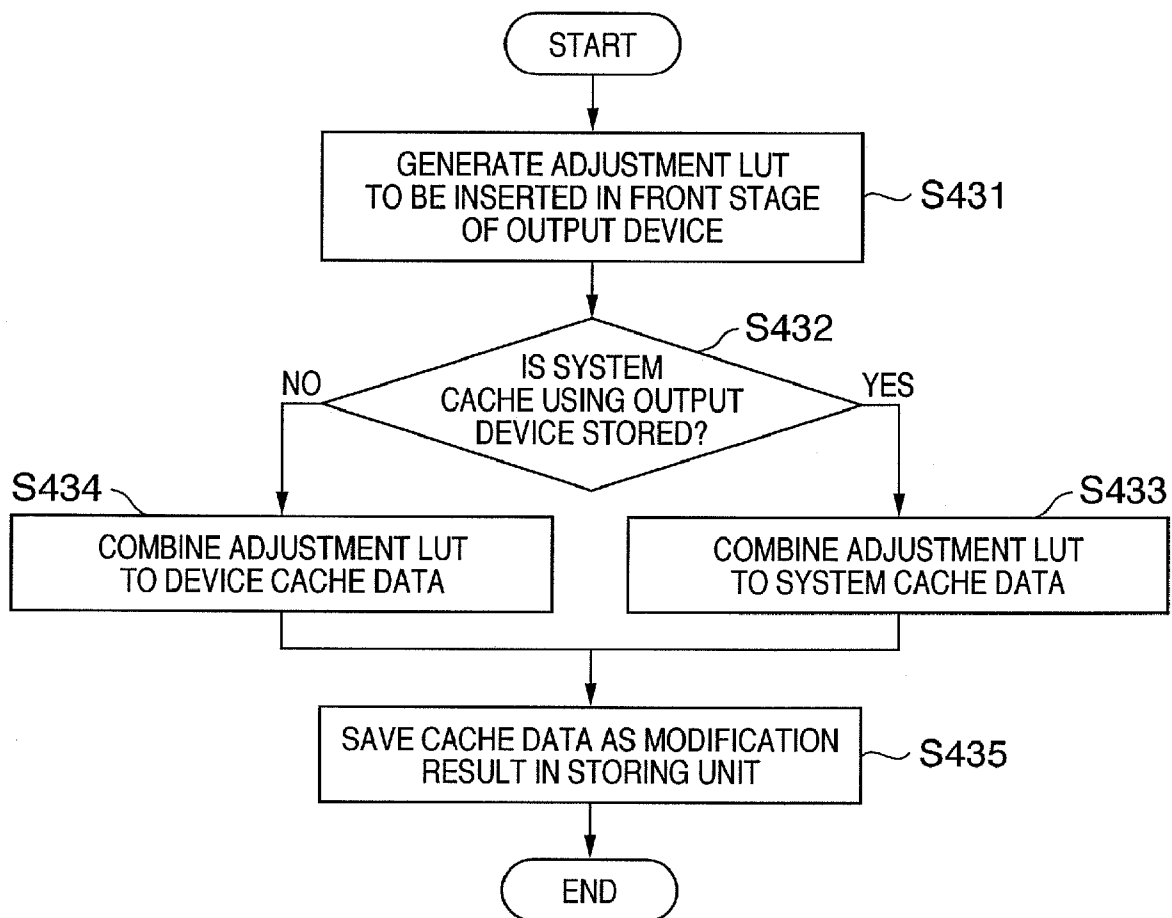 START
GENERATE ADJUSTMENT LUT
TO BE INSERTED IN FRONT STAGE
OF OUTPUT DEVICE
S431
S432
IS SYSTEM
CACHE USING OUTPUT
DEVICE STORED?
NO
YES
S434
COMBINE ADJUSTMENT LUT
TO DEVICE CACHE DATA
S433
COMBINE ADJUSTMENT LUT
TO SYSTEM CACHE DATA
SAVE CACHE DATA AS MODIFICATION
RESULT IN STORING UNIT
S435
END